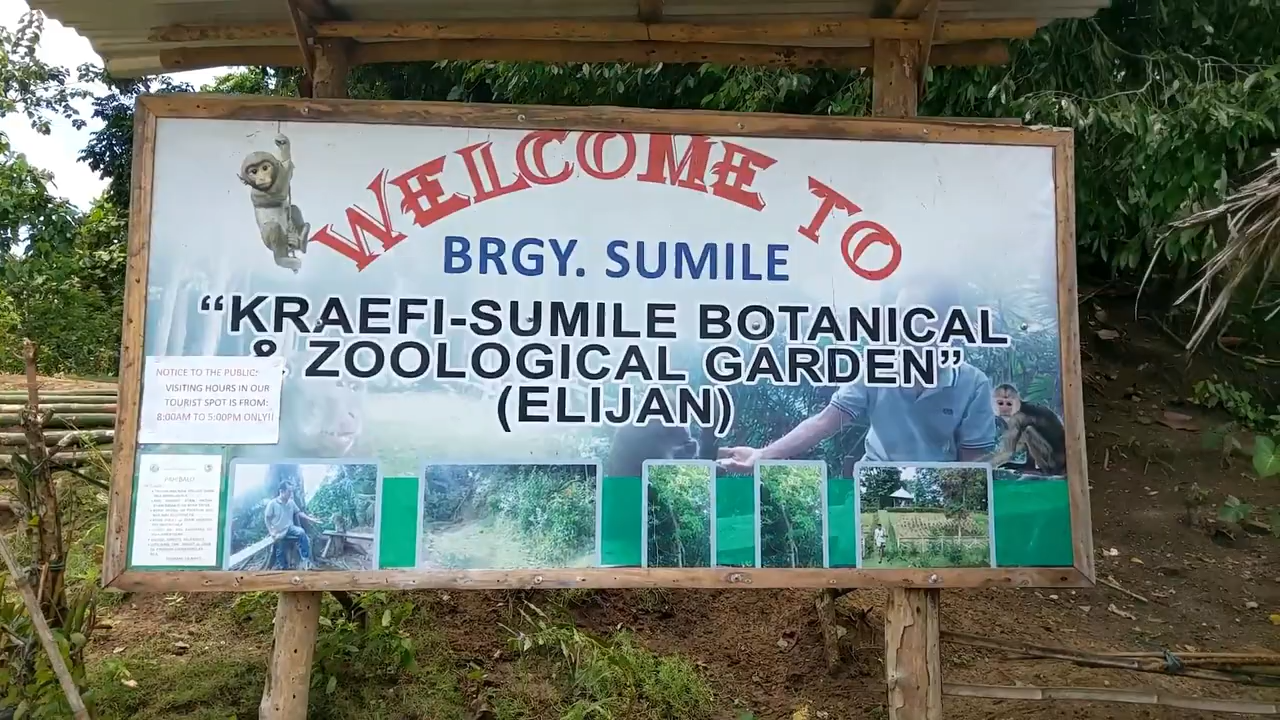 WELCOME TO
BRGY. SUMILE
“KRAEFI-SUMILE BOTANICAL
& ZOOLOGICAL GARDEN”
(ELIJAN)
NOTICE TO THE PUBLIC:
VISITING HOURS IN OUR
TOURIST SPOT IS FROM:
8:00AM TO 5:00PM ONLY!!